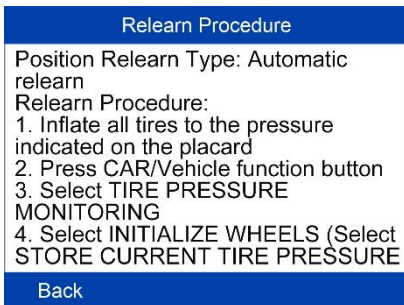 Relearn Procedure
Position Relearn Type: Automatic
relearn
Relearn Procedure:
1. Inflate all tires to the pressure
indicated on the placard
2. Press CAR/Vehicle function button
3. Select TIRE PRESSURE
MONITORING
4. Select INITIALIZE WHEELS (Select
STORE CURRENT TIRE PRESSURE
Back